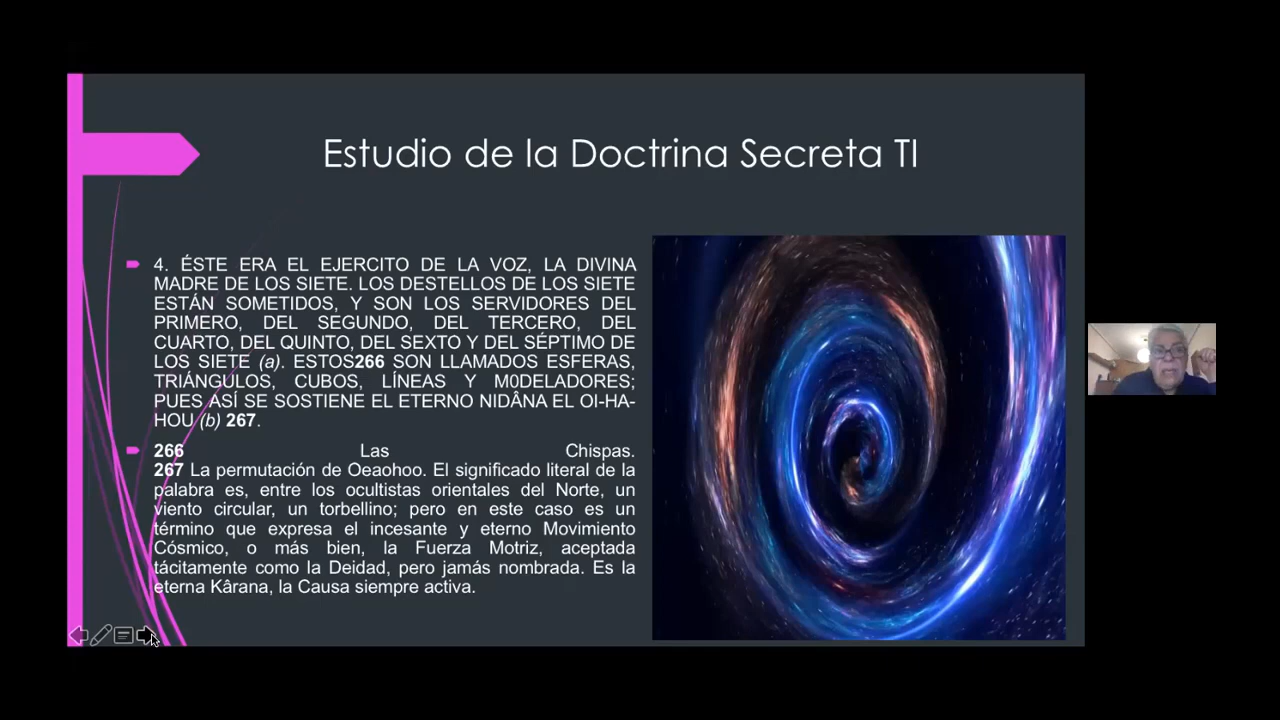 Estudio de la Doctrina Secreta TI
4. ÉSTE ERA EL EJERCITO DE LA VOZ, LA DIVINA
MADRE DE LOS SIETE. LOS DESTELLOS DE LOS SIETE
ESTÁN SOMETIDOS, Y SON LOS SERVIDORES DEL
PRIMERO, DEL SEGUNDO, DEL TERCERO, DEL
CUARTO, DEL QUINTO, DEL SEXTO Y DEL SÉPTIMO DE
LOS SIETE (a). ESTOS266 SON LLAMADOS ESFERAS,
TRIÁNGULOS, CUBOS, LÍNEAS Y M0DELADORES;
PUES ASÍ SE SOSTIENE EL ETERNO NIDÂNA EL OI-HA-
HOU (b) 267.
266 Las Chispas.
267 La permutación de Oeaohoo. El significado literal de la
palabra es, entre los ocultistas orientales del Norte, un
viento circular, un torbellino; pero en este caso es un
término que expresa el incesante y eterno Movimiento
Cósmico, o más bien, la Fuerza Motriz, aceptada
tácitamente como la Deidad, pero jamás nombrada. Es la
eterna Kârana, la Causa siempre activa.